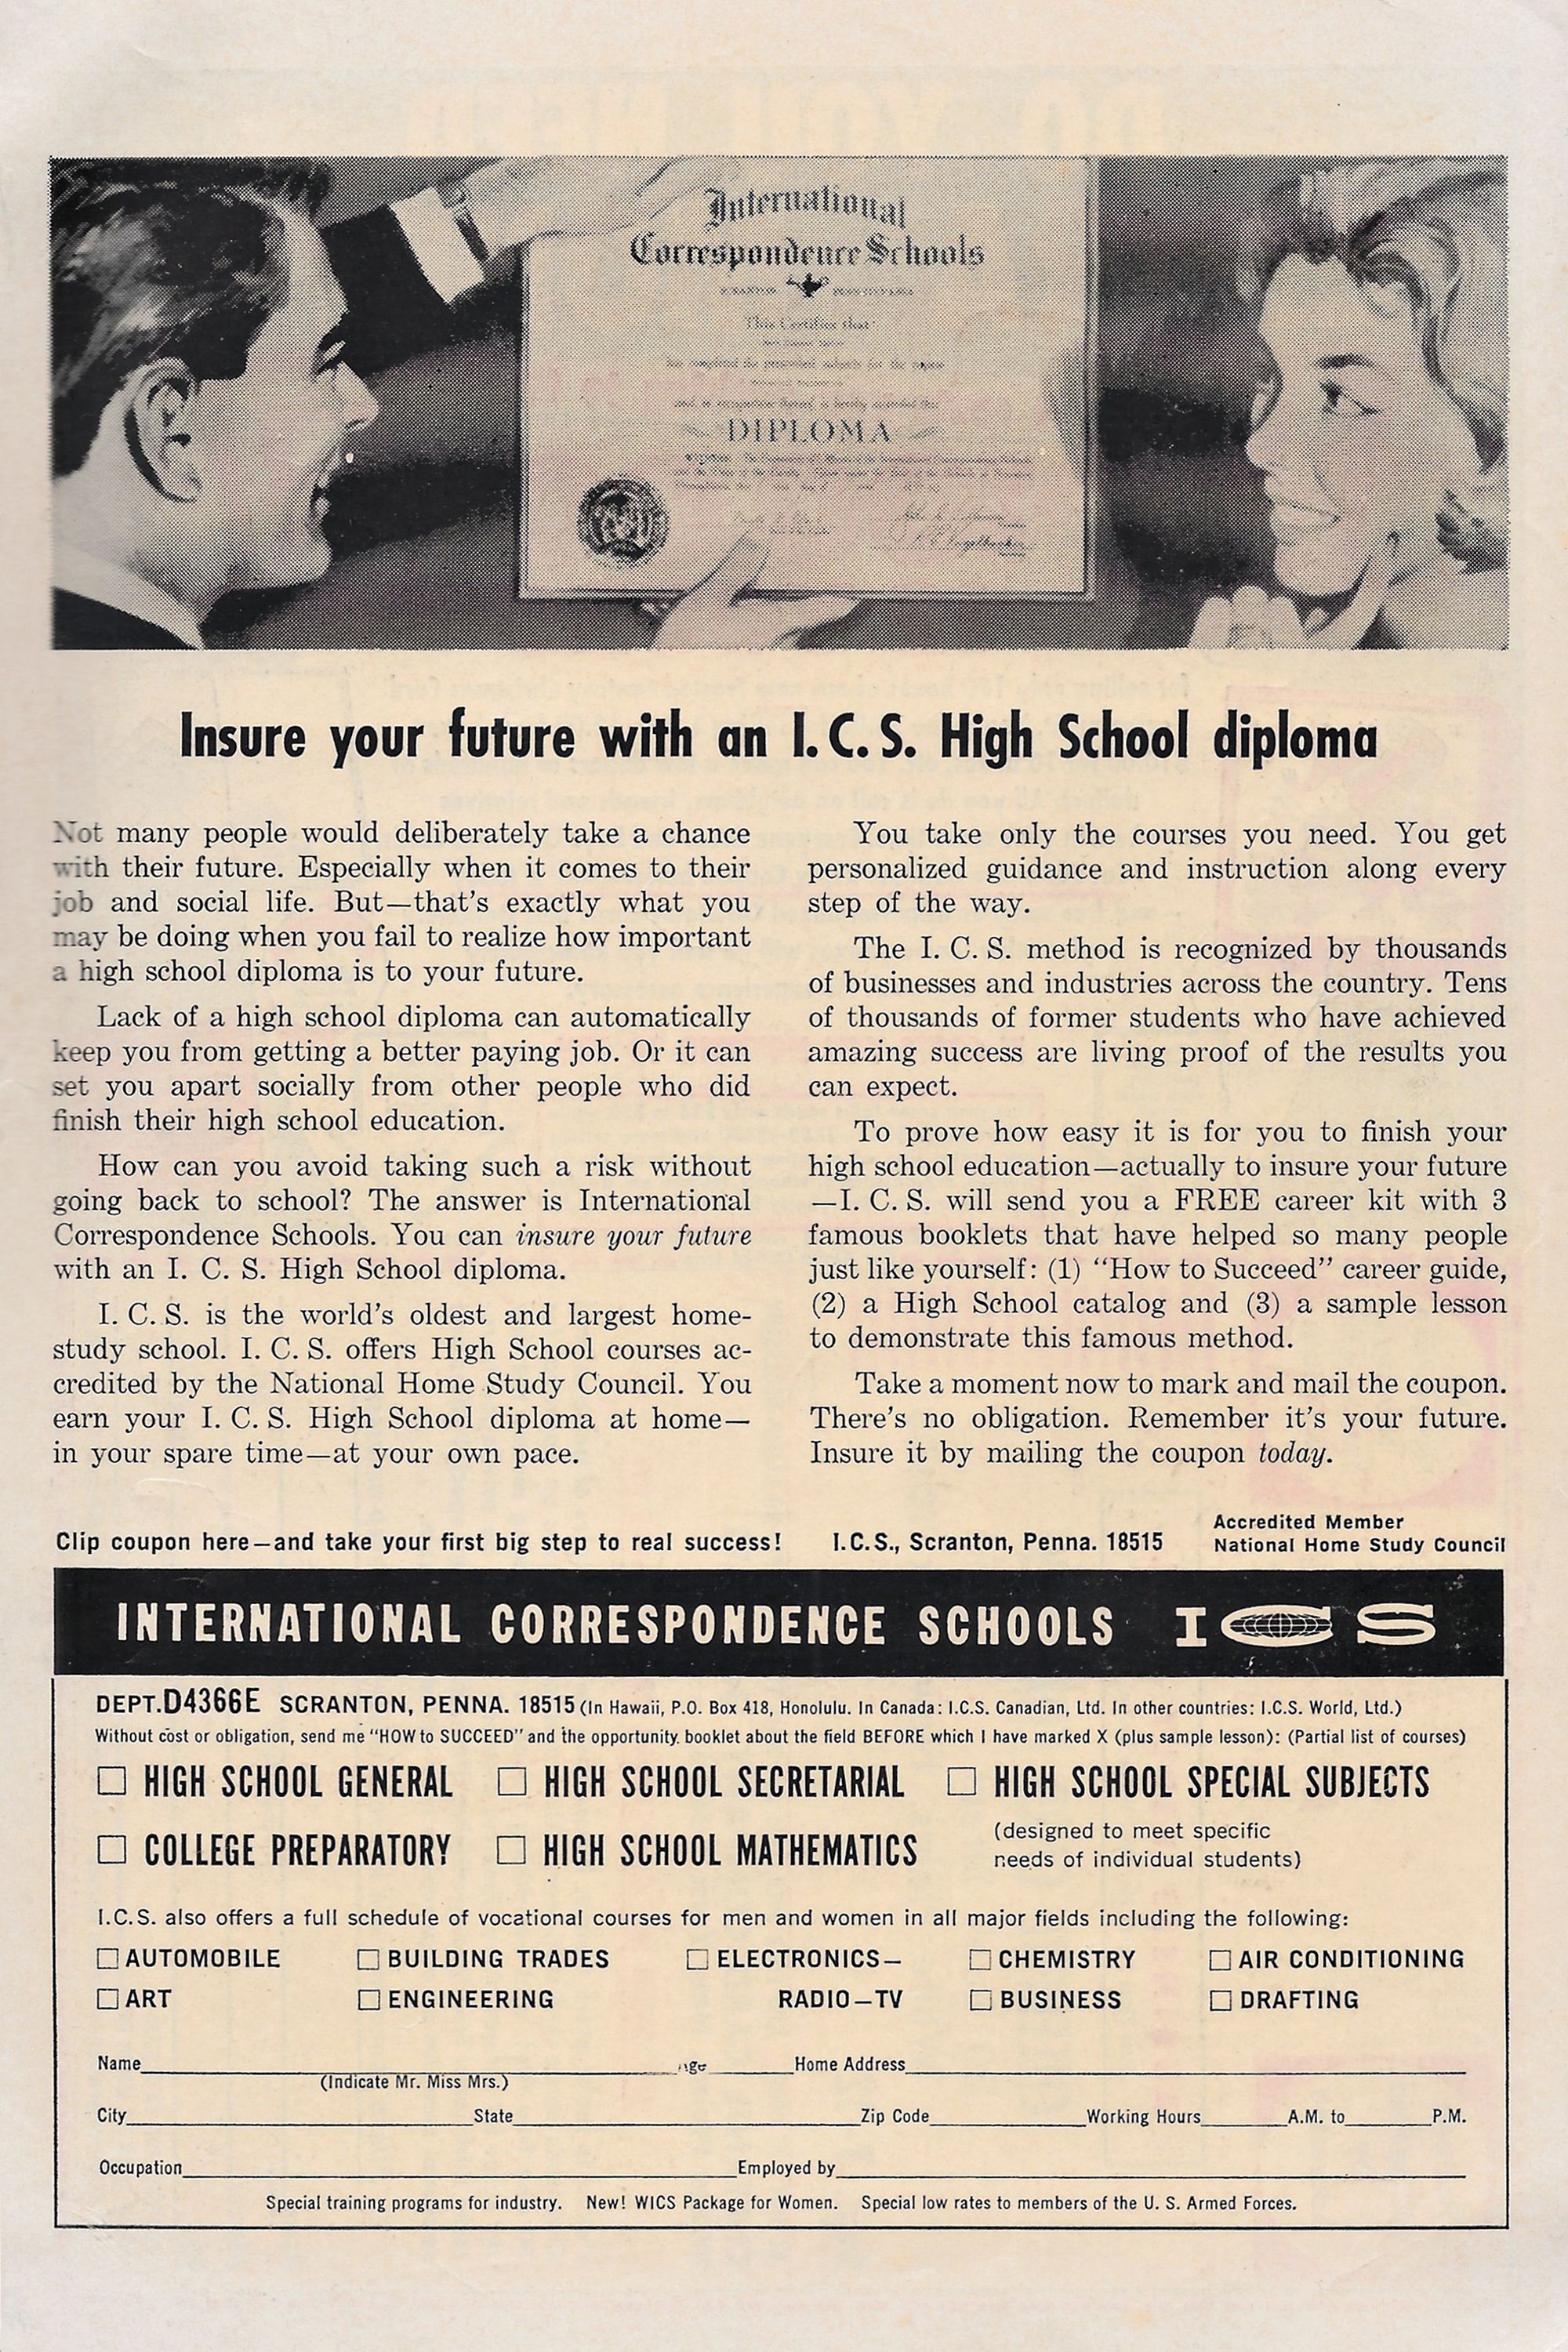 International
Correspondence Schools
SCRANTON PENNSYLVANIA
This Certifies that
has completed the prescribed subjects for the course
and in recognition thereof is hereby awarded this
DIPLOMA
Insure your future with an I. C. S. High School diploma
Not many people would deliberately take a chance
with their future. Especially when it comes to their
job and social life. But—that's exactly what you
may be doing when you fail to realize how important
a high school diploma is to your future.
Lack of a high school diploma can automatically
keep you from getting a better paying job. Or it can
set you apart socially from other people who did
finish their high school education.
How can you avoid taking such a risk without
going back to school? The answer is International
Correspondence Schools. You can insure your future
with an I. C. S. High School diploma.
I. C. S. is the world's oldest and largest home-
study school. I. C. S. offers High School courses ac-
credited by the National Home Study Council. You
earn your I. C. S. High School diploma at home—
in your spare time—at your own pace.
You take only the courses you need. You get
personalized guidance and instruction along every
step of the way.
The I. C. S. method is recognized by thousands
of businesses and industries across the country. Tens
of thousands of former students who have achieved
amazing success are living proof of the results you
can expect.
To prove how easy it is for you to finish your
high school education—actually to insure your future
—I. C. S. will send you a FREE career kit with 3
famous booklets that have helped so many people
just like yourself: (1) “How to Succeed” career guide,
(2) a High School catalog and (3) a sample lesson
to demonstrate this famous method.
Take a moment now to mark and mail the coupon.
There's no obligation. Remember it's your future.
Insure it by mailing the coupon today.
Clip coupon here—and take your first big step to real success! I.C.S., Scranton, Penna. 18515
Accredited Member
National Home Study Council
INTERNATIONAL CORRESPONDENCE SCHOOLS ICS
DEPT. D4366E SCRANTON, PENNA. 18515 (In Hawaii, P.O. Box 418, Honolulu. In Canada: I.C.S. Canadian, Ltd. In other countries: I.C.S. World, Ltd.)
Without cost or obligation, send me “HOW to SUCCEED” and the opportunity booklet about the field BEFORE which I have marked X (plus sample lesson): (Partial list of courses)
☐ HIGH SCHOOL GENERAL ☐ HIGH SCHOOL SECRETARIAL ☐ HIGH SCHOOL SPECIAL SUBJECTS
☐ COLLEGE PREPARATORY ☐ HIGH SCHOOL MATHEMATICS
(designed to meet specific
needs of individual students)
I.C.S. also offers a full schedule of vocational courses for men and women in all major fields including the following:
☐ AUTOMOBILE ☐ BUILDING TRADES ☐ ELECTRONICS— ☐ CHEMISTRY ☐ AIR CONDITIONING
☐ ART ☐ ENGINEERING RADIO—TV ☐ BUSINESS ☐ DRAFTING
Name Age Home Address
(Indicate Mr. Miss Mrs.)
City State Zip Code Working Hours A.M. to P.M.
Occupation Employed by
Special training programs for industry. New! WICS Package for Women. Special low rates to members of the U. S. Armed Forces.